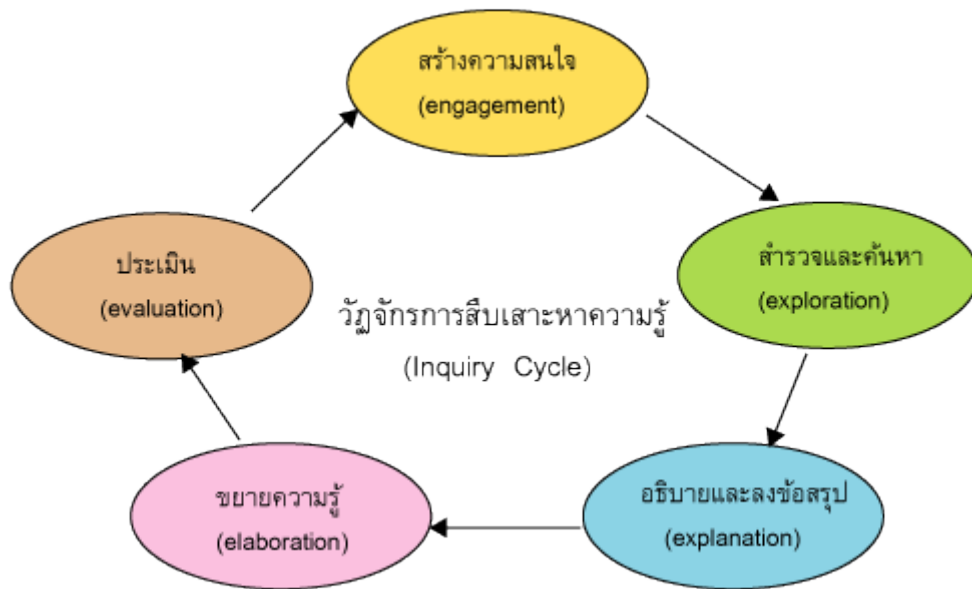 สร้างความสนใจ
(engagement)
สำรวจและค้นหา
(exploration)
อธิบายและลงข้อสรุป
(explanation)
ขยายความรู้
(elaboration)
ประเมิน
(evaluation)
วัฏจักรการสืบเสาะหาความรู้
(Inquiry Cycle)